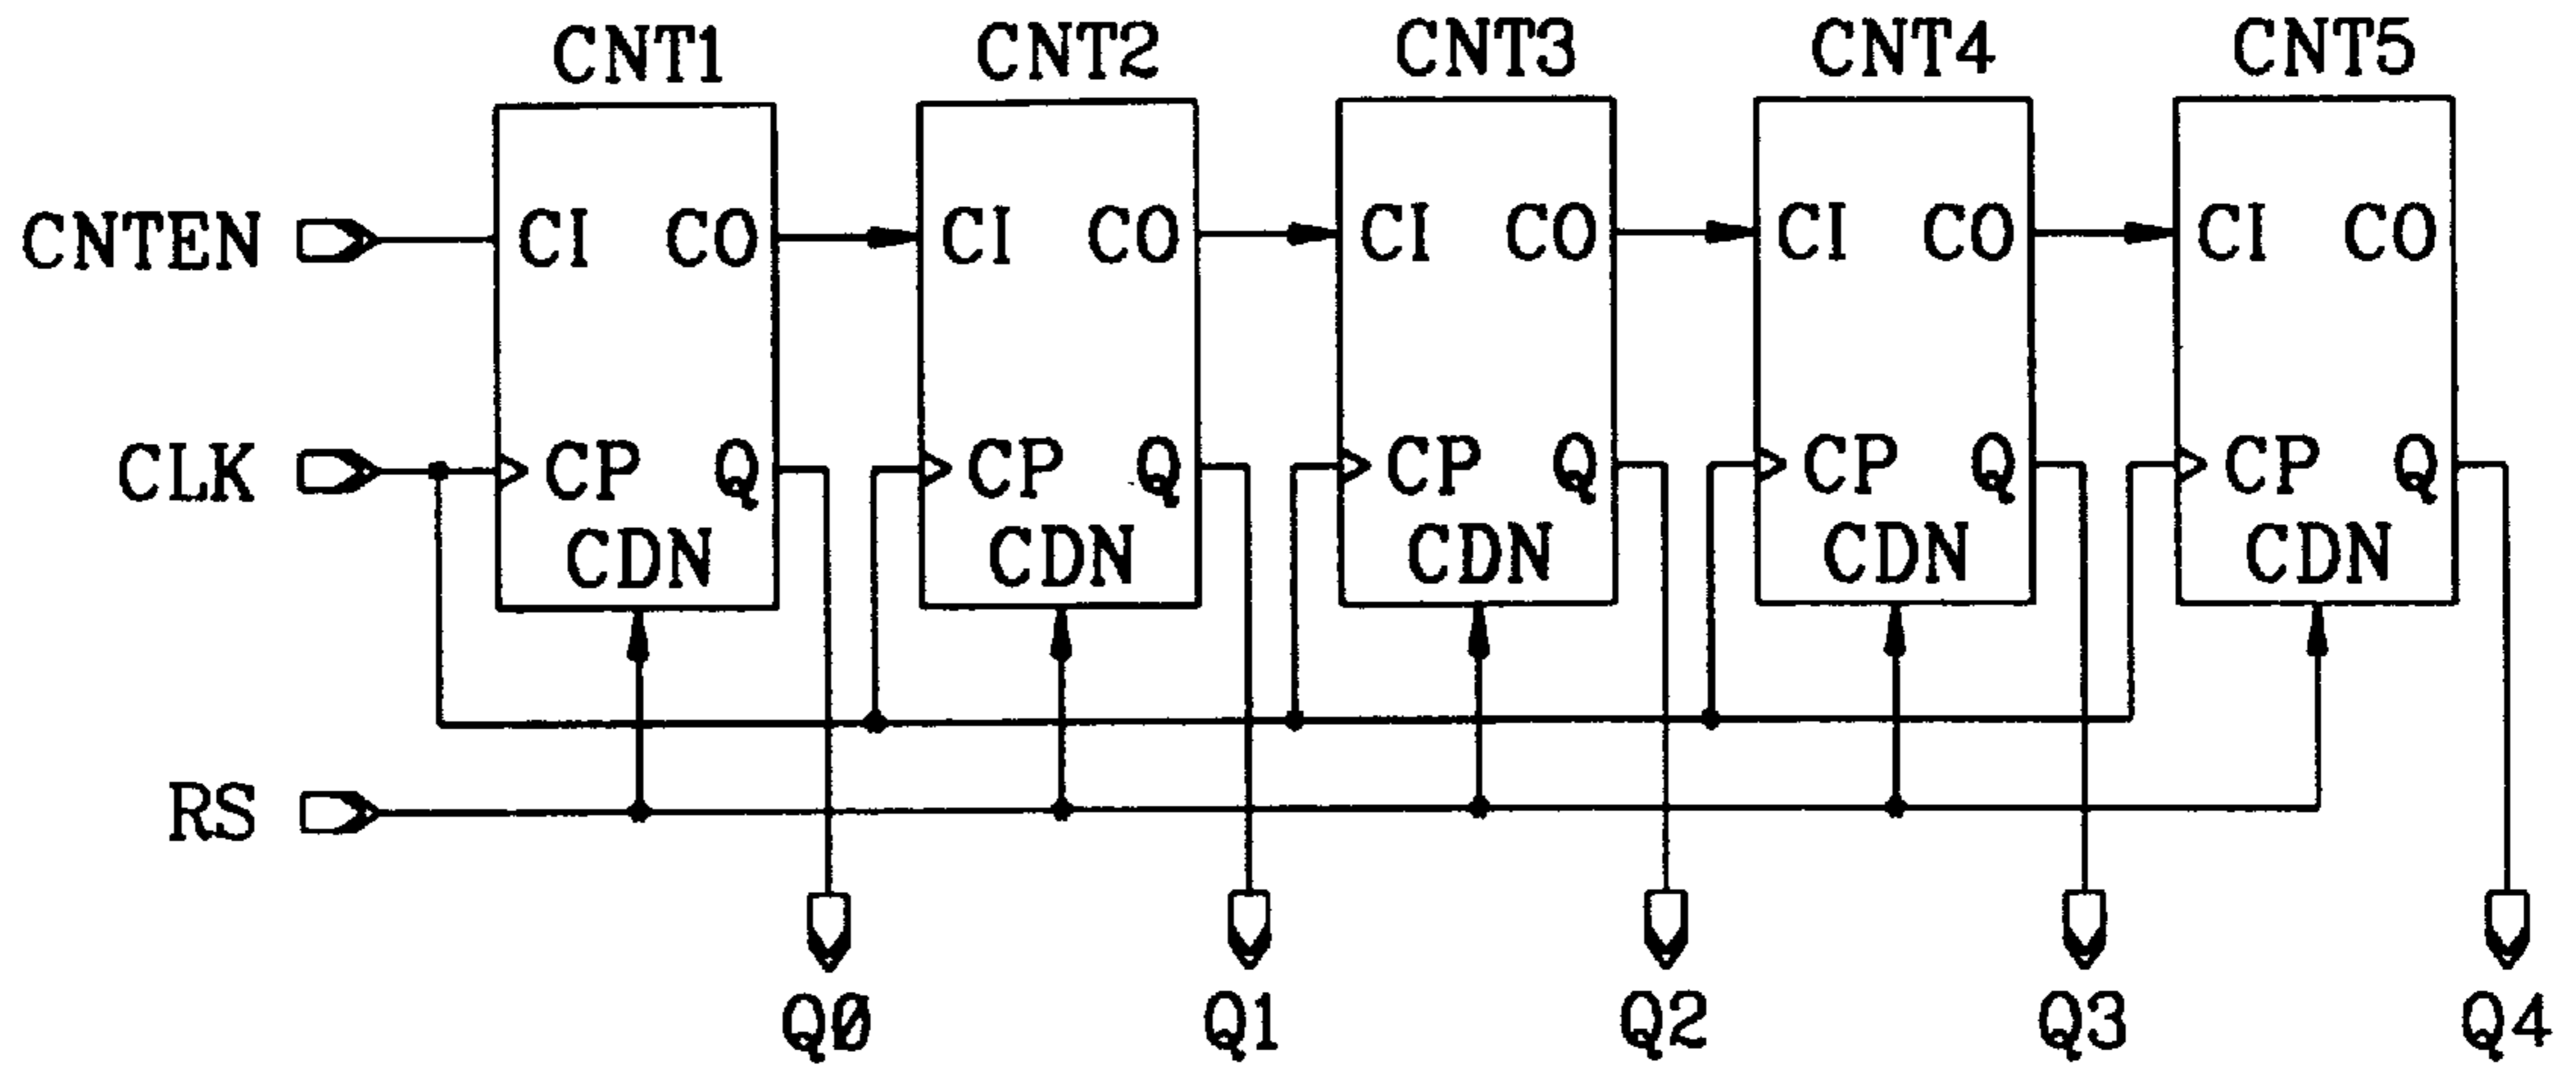 CNT1 CNT2 CNT3 CNT4 CNT5
CNTEN CI CO CI CO CI CO CI CO CI CO
CLK CP Q CP Q CP Q CP Q CP Q
CDN CDN CDN CDN CDN
RS
Q0 Q1 Q2 Q3 Q4